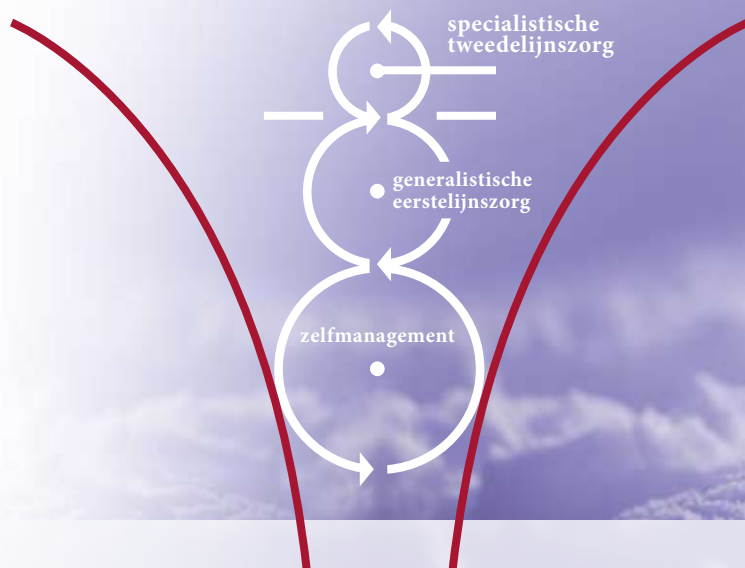 specialistische
tweedelijnszorg
generalistische
eerstelijnszorg
zelfmanagement